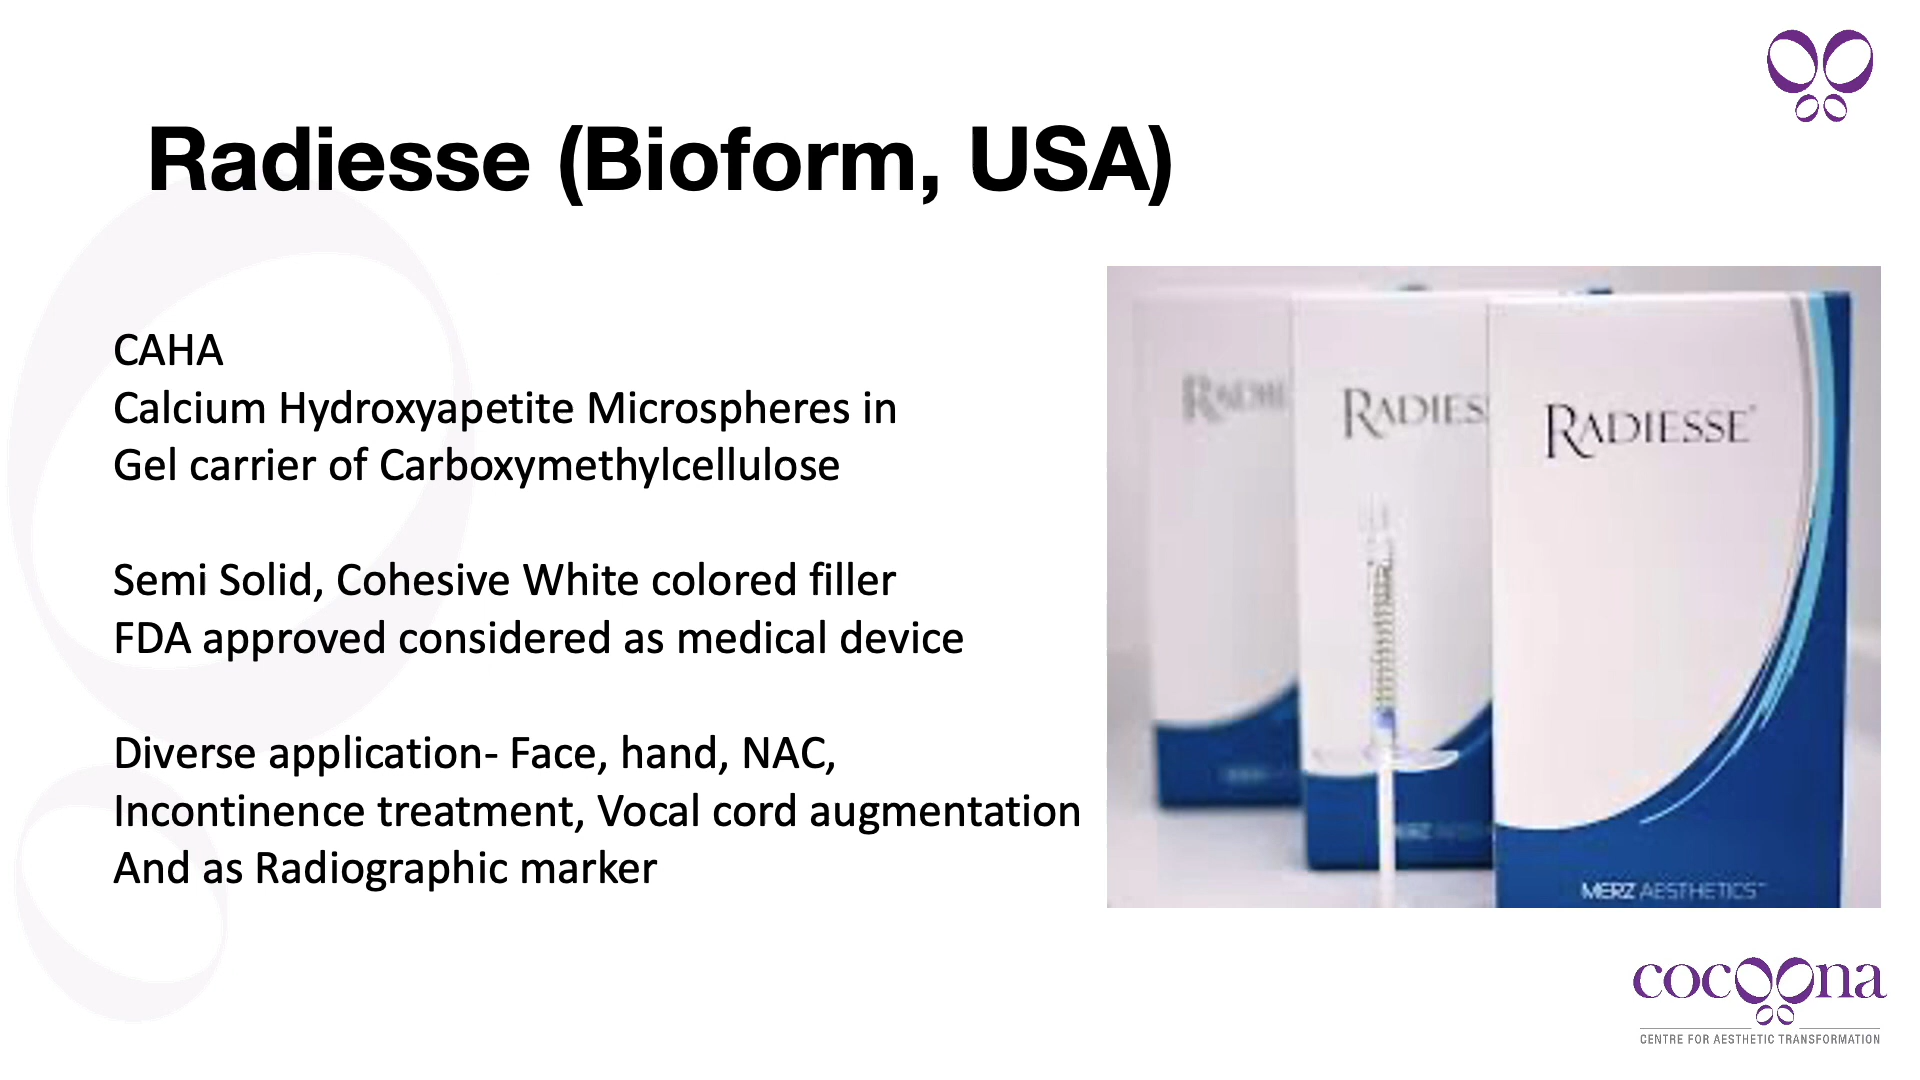 Radiesse (Bioform, USA)
CAHA
Calcium Hydroxyapetite Microspheres in
Gel carrier of Carboxymethylcellulose
Semi Solid, Cohesive White colored filler
FDA approved considered as medical device
Diverse application- Face, hand, NAC,
Incontinence treatment, Vocal cord augmentation
And as Radiographic marker
RADIE
RADIES
RADIESSE®
MERZ AESTHETICS™
cocoona
CENTRE FOR AESTHETIC TRANSFORMATION